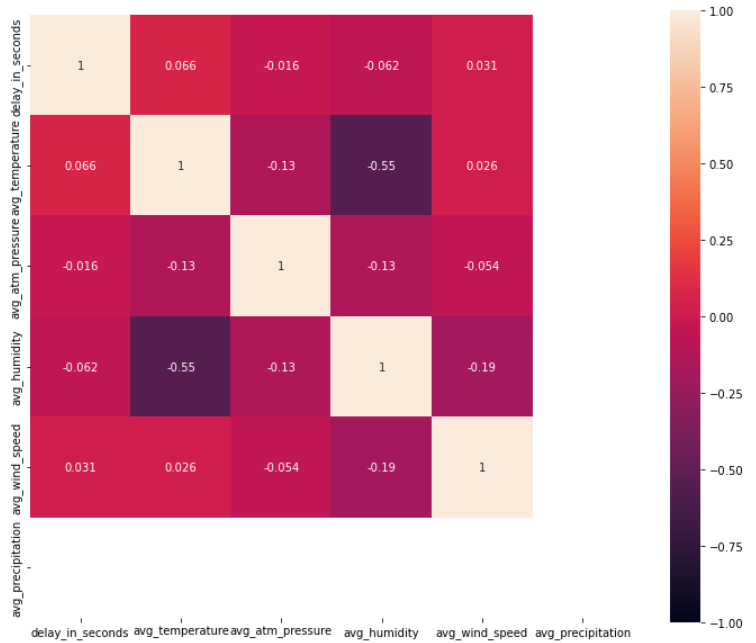 delay_in_seconds
1
0.066
-0.016
-0.062
0.031
avg_temperature
0.066
1
-0.13
-0.55
0.026
avg_atm_pressure
-0.016
-0.13
1
-0.13
-0.054
avg_humidity
-0.062
-0.55
-0.13
1
-0.19
avg_wind_speed
0.031
0.026
-0.054
-0.19
1
avg_precipitation
delay_in_seconds
avg_temperature
avg_atm_pressure
avg_humidity
avg_wind_speed
avg_precipitation
1.00
0.75
0.50
0.25
0.00
−0.25
−0.50
−0.75
−1.00